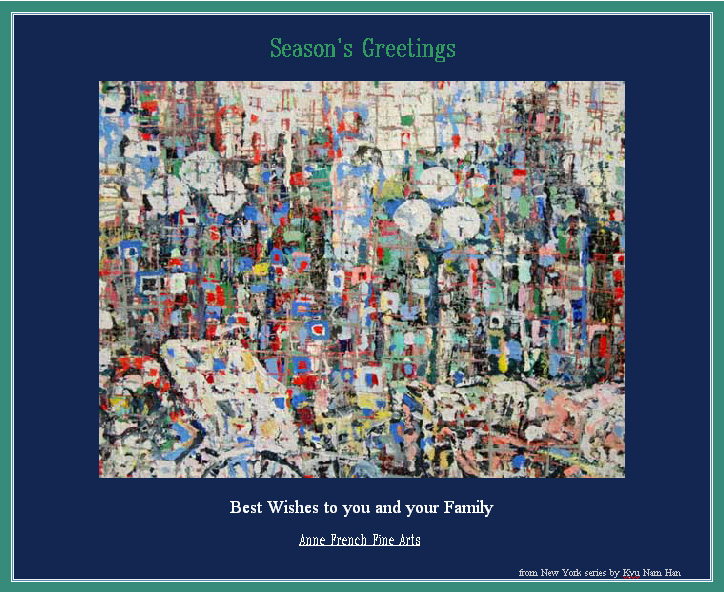 Season's Greetings
Best Wishes to you and your Family
Anne French Fine Arts
from New York series by Kyu Nam Han